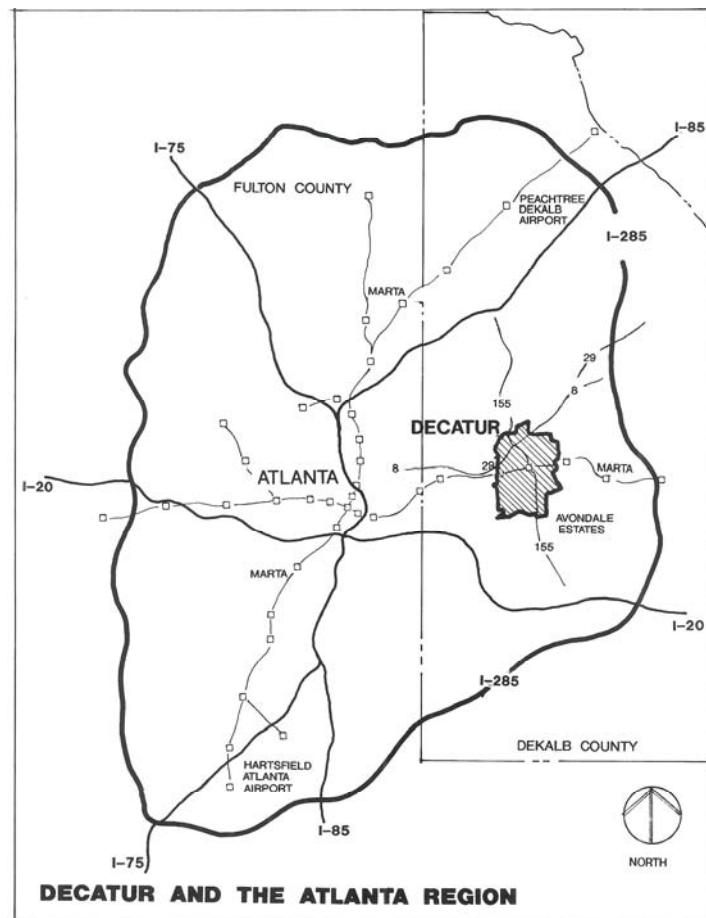 I-75
I-85
FULTON COUNTY
PEACHTREE
DEKALB
AIRPORT
I-285
MARTA
29
8
155
DECATUR
ATLANTA
8
29
MARTA
I-20
AVONDALE
ESTATES
155
MARTA
I-20
I-285
DEKALB COUNTY
HARTSFIELD
ATLANTA
AIRPORT
I-85
I-75
NORTH
DECATUR AND THE ATLANTA REGION